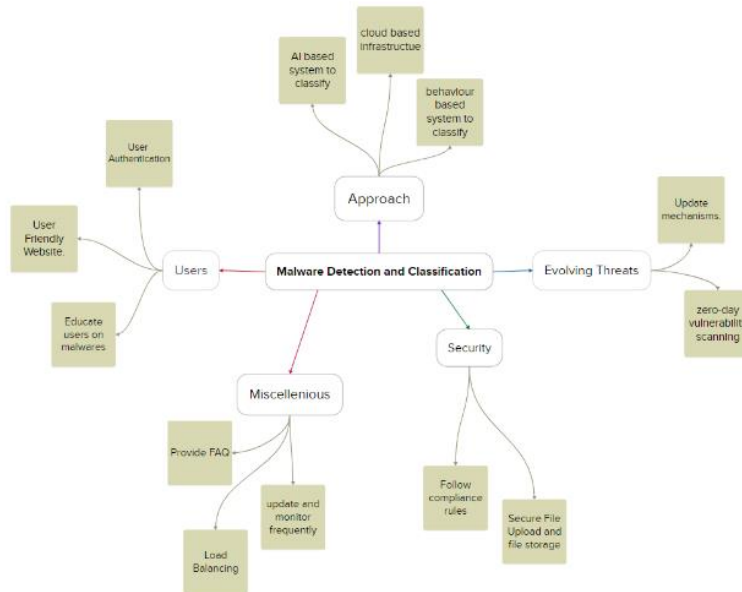 cloud based
infrastructue
AI based
system to
classify
behaviour
based
system to
classify
User
Authentication
Approach
Update
mechanisms.
User
Friendly
Website.
Users
Malware Detection and Classification
Evolving Threats
Educate
users on
malwares
zero-day
vulnerability
scanning
Security
Miscellenious
Provide FAQ
update and
monitor
frequently
Load
Balancing
Follow
compliance
rules
Secure File
Upload and
file storage